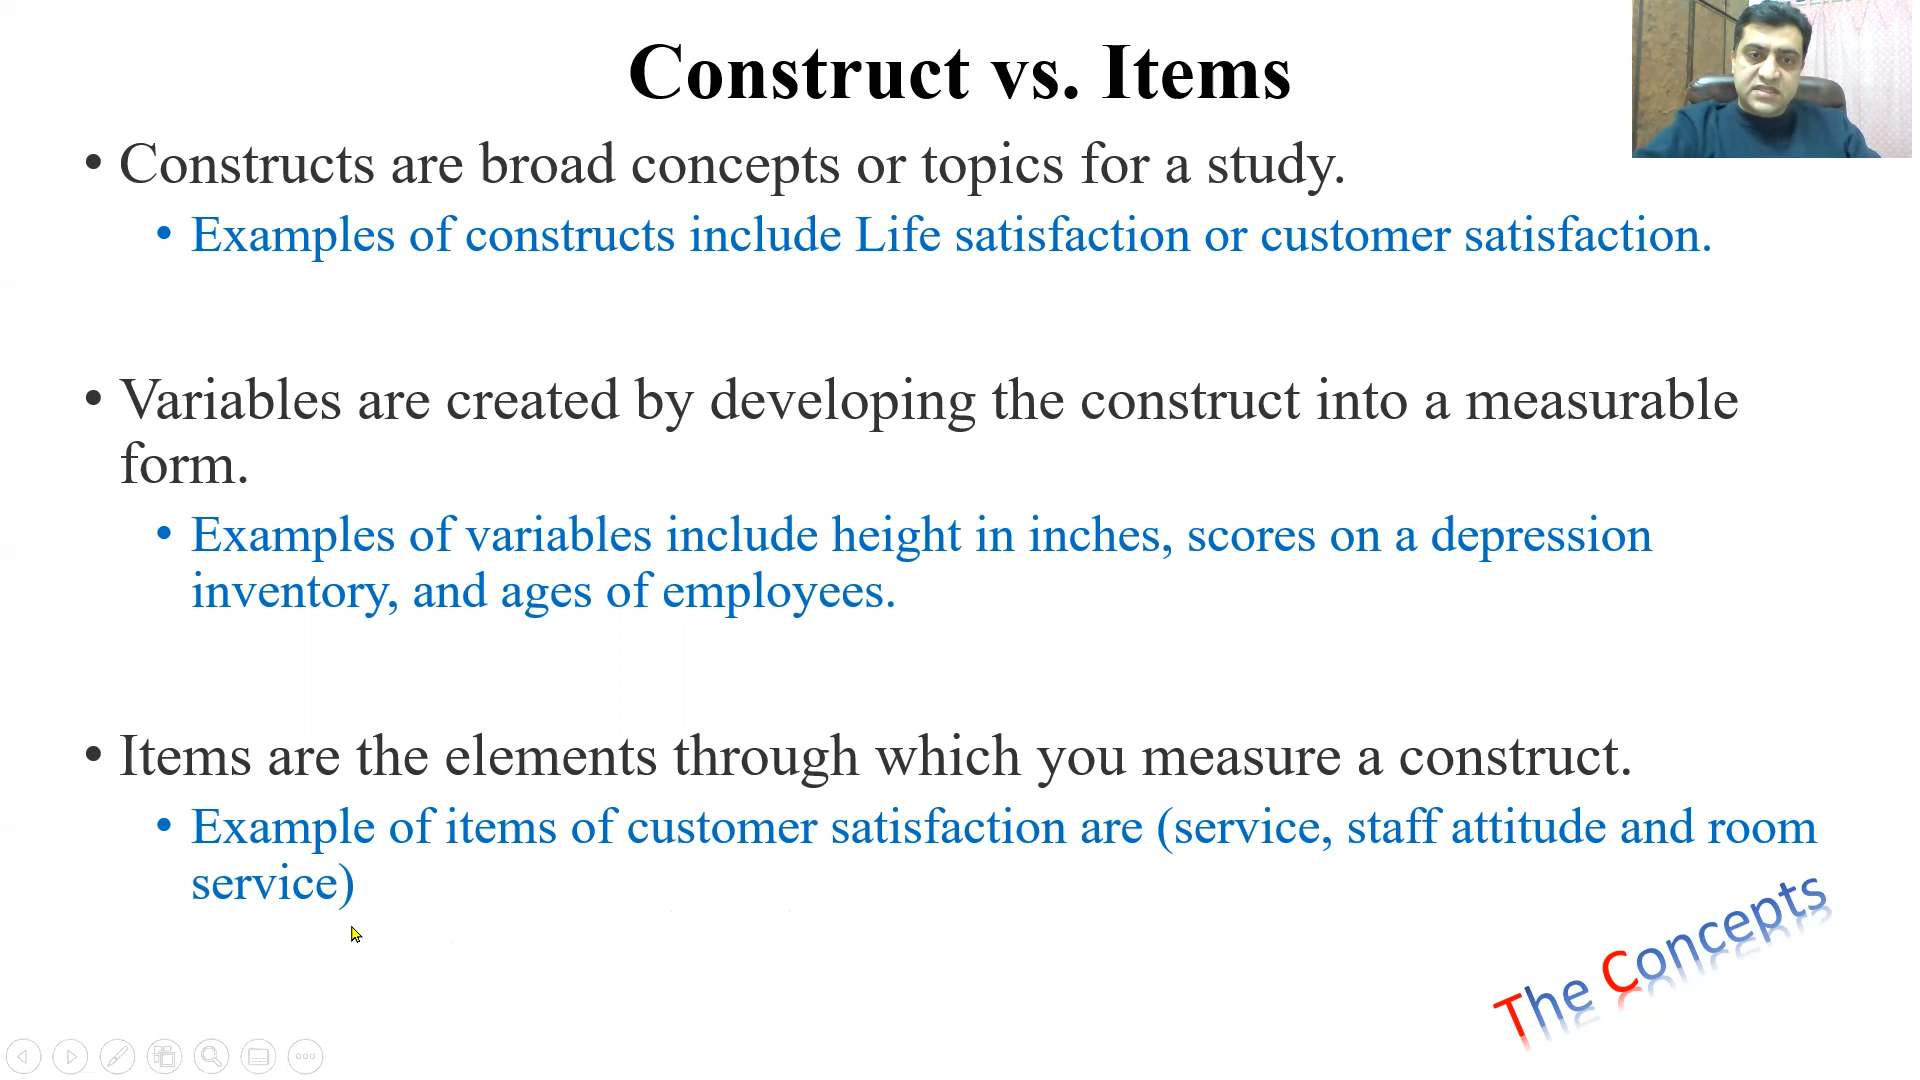 Construct vs. Items
• Constructs are broad concepts or topics for a study.
• Examples of constructs include Life satisfaction or customer satisfaction.
• Variables are created by developing the construct into a measurable
form.
• Examples of variables include height in inches, scores on a depression
inventory, and ages of employees.
• Items are the elements through which you measure a construct.
• Example of items of customer satisfaction are (service, staff attitude and room
service)
The Concepts